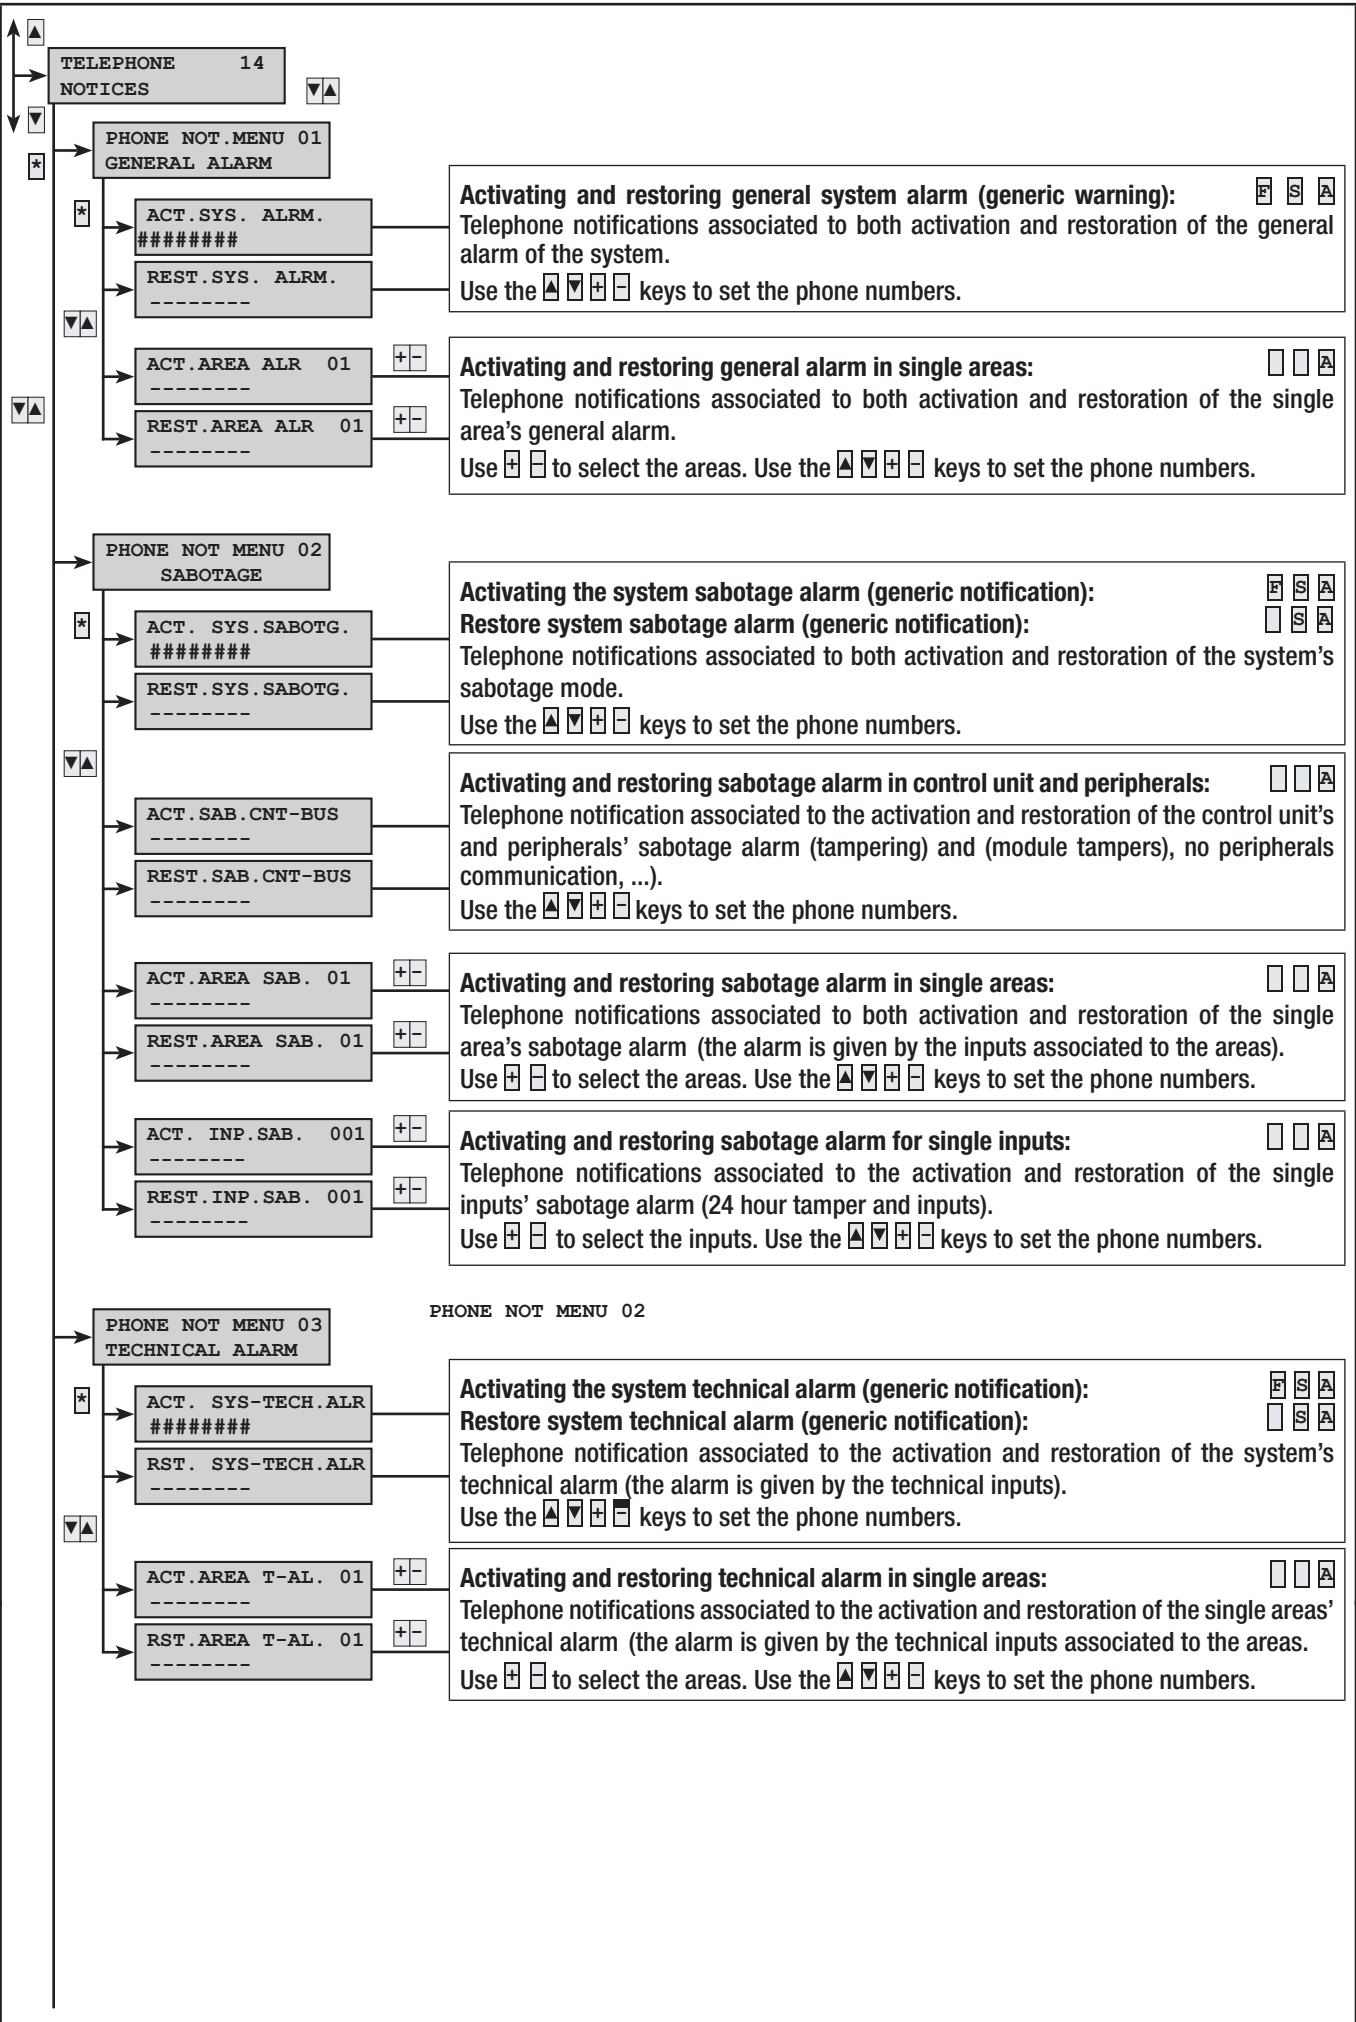 ▲
TELEPHONE 14
NOTICES
▼▲
▼
*
PHONE NOT.MENU 01
GENERAL ALARM
*
ACT.SYS. ALRM.
########
REST.SYS. ALRM.
--------
Activating and restoring general system alarm (generic warning): F S A
Telephone notifications associated to both activation and restoration of the general
alarm of the system.
Use the ▲ ▼ + - keys to set the phone numbers.
▼▲
ACT.AREA ALR 01
--------
+-
REST.AREA ALR 01
--------
+-
Activating and restoring general alarm in single areas: A
Telephone notifications associated to both activation and restoration of the single
area's general alarm.
Use + - to select the areas. Use the ▲ ▼ + - keys to set the phone numbers.
▼▲
PHONE NOT MENU 02
SABOTAGE
*
ACT. SYS.SABOTG.
########
REST.SYS.SABOTG.
--------
Activating the system sabotage alarm (generic notification): F S A
Restore system sabotage alarm (generic notification): S A
Telephone notifications associated to both activation and restoration of the system's
sabotage mode.
Use the ▲ ▼ + - keys to set the phone numbers.
▼▲
ACT.SAB.CNT-BUS
--------
REST.SAB.CNT-BUS
--------
Activating and restoring sabotage alarm in control unit and peripherals: A
Telephone notification associated to the activation and restoration of the control unit's
and peripherals' sabotage alarm (tampering) and (module tampers), no peripherals
communication, ...).
Use the ▲ ▼ + - keys to set the phone numbers.
ACT.AREA SAB. 01
--------
+-
REST.AREA SAB. 01
--------
+-
Activating and restoring sabotage alarm in single areas: A
Telephone notifications associated to both activation and restoration of the single
area's sabotage alarm (the alarm is given by the inputs associated to the areas).
Use + - to select the areas. Use the ▲ ▼ + - keys to set the phone numbers.
ACT. INP.SAB. 001
--------
+-
REST.INP.SAB. 001
--------
+-
Activating and restoring sabotage alarm for single inputs: A
Telephone notifications associated to the activation and restoration of the single
inputs' sabotage alarm (24 hour tamper and inputs).
Use + - to select the inputs. Use the ▲ ▼ + - keys to set the phone numbers.
PHONE NOT MENU 02
PHONE NOT MENU 03
TECHNICAL ALARM
*
ACT. SYS-TECH.ALR
########
RST. SYS-TECH.ALR
--------
Activating the system technical alarm (generic notification): F S A
Restore system technical alarm (generic notification): S A
Telephone notification associated to the activation and restoration of the system's
technical alarm (the alarm is given by the technical inputs).
Use the ▲ ▼ + - keys to set the phone numbers.
▼▲
ACT.AREA T-AL. 01
--------
+-
RST.AREA T-AL. 01
--------
+-
Activating and restoring technical alarm in single areas: A
Telephone notifications associated to the activation and restoration of the single areas'
technical alarm (the alarm is given by the technical inputs associated to the areas.
Use + - to select the areas. Use the ▲ ▼ + - keys to set the phone numbers.